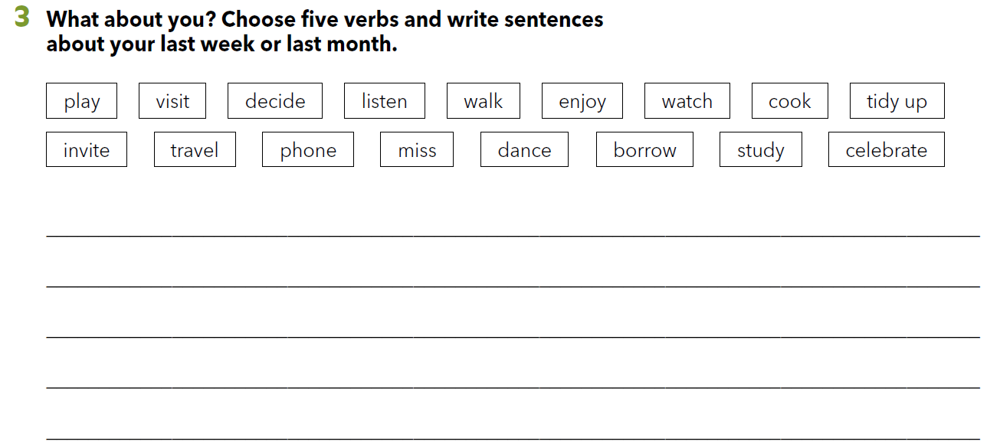 3 What about you? Choose five verbs and write sentences
about your last week or last month.
play visit decide listen walk enjoy watch cook tidy up
invite travel phone miss dance borrow study celebrate